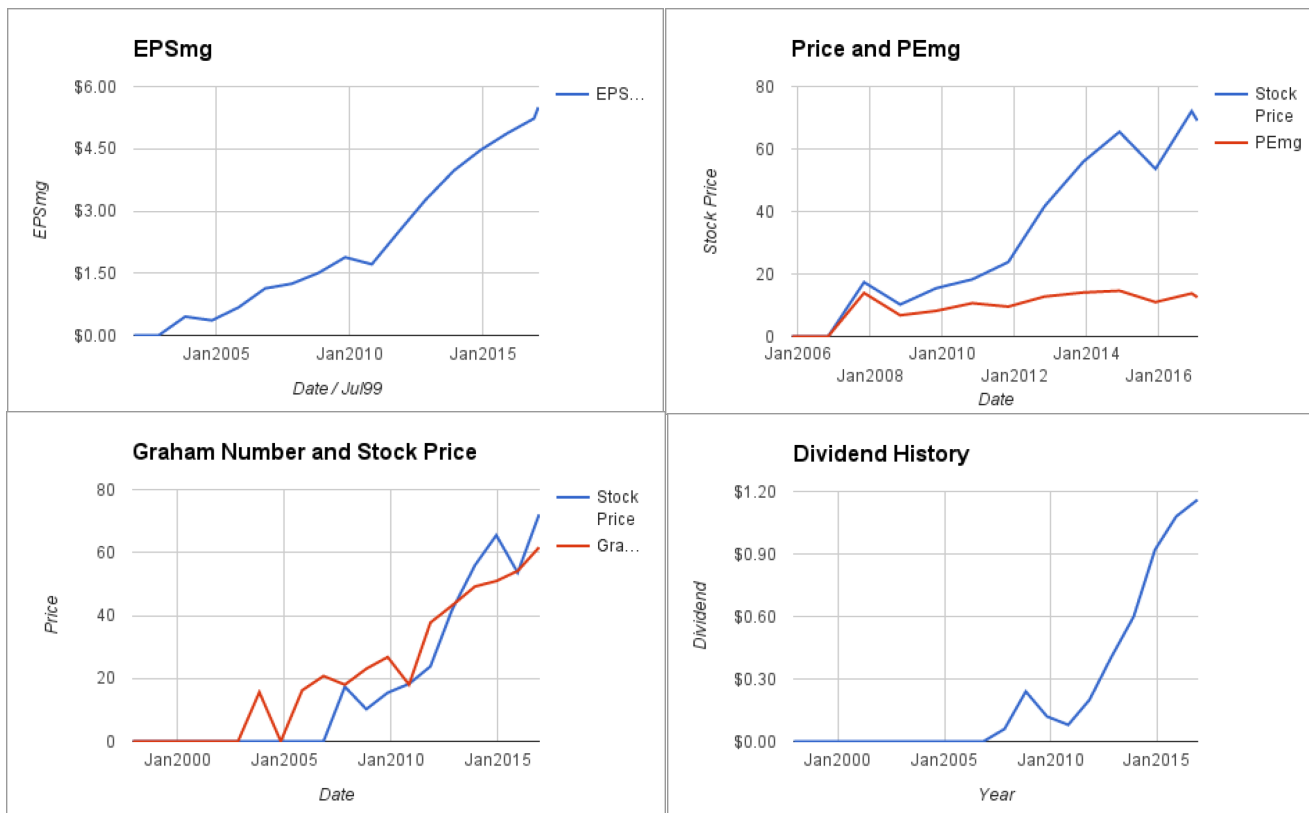 EPSmg
$6.00
$4.50
$3.00
$1.50
$0.00
EPSmg
Jan2005 Jan2010 Jan2015
Date / Jul99
EPS…
Price and PEmg
80
60
40
20
0
Stock Price
Jan2006 Jan2010 Jan2014
Jan2008 Jan2012 Jan2016
Date
Stock
Price
PEmg
Graham Number and Stock Price
80
60
40
20
0
Price
Jan2000 Jan2005 Jan2010 Jan2015
Date
Stock
Price
Gra…
Dividend History
$1.20
$0.90
$0.60
$0.30
$0.00
Dividend
Jan2000 Jan2005 Jan2010 Jan2015
Year